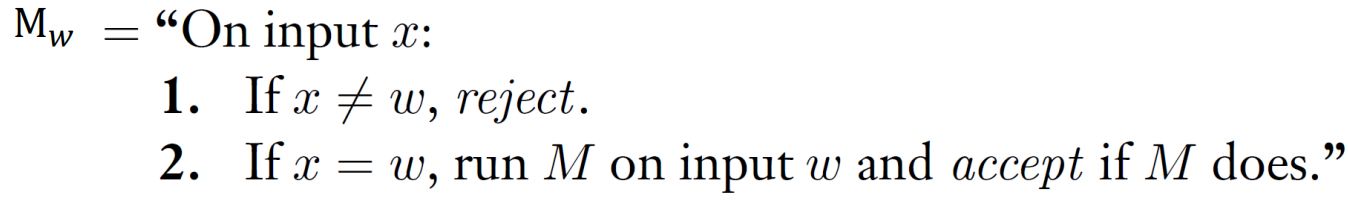 M_w = “On input x:
1. If x ≠ w, reject.
2. If x = w, run M on input w and accept if M does.”